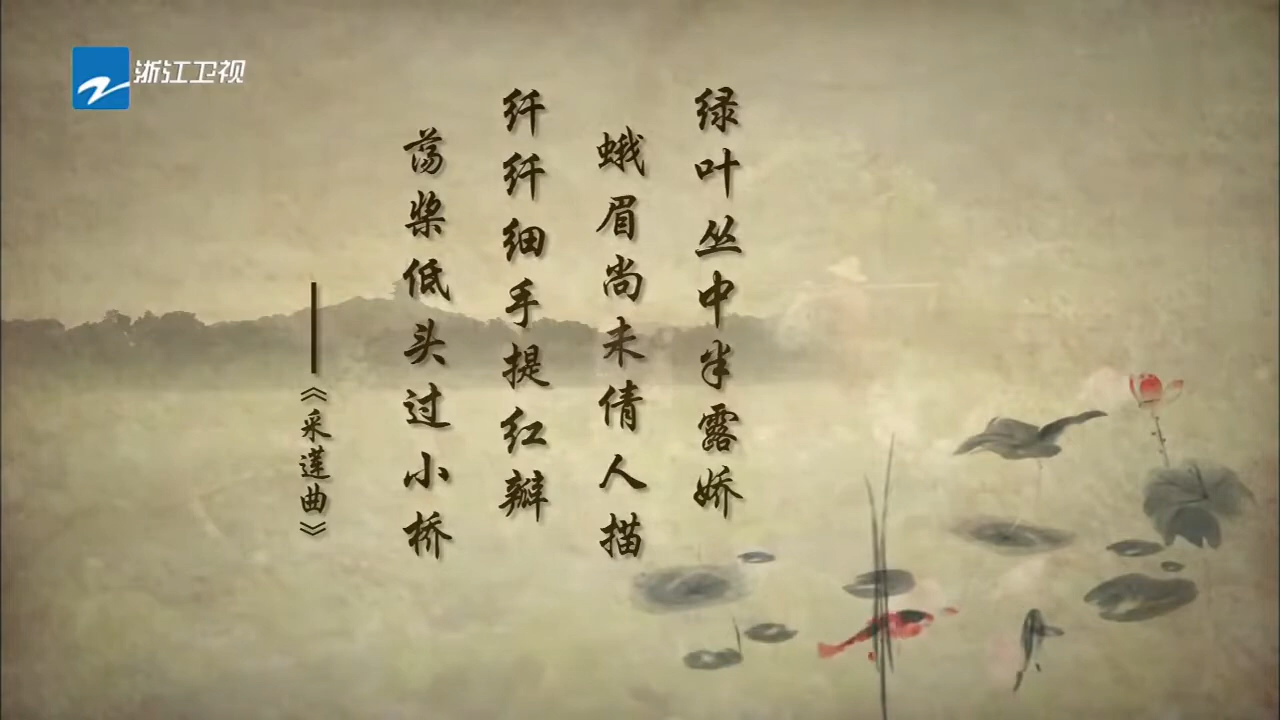 浙江卫视
绿叶丛中半露娇
蛾眉尚未倩人描
纤纤细手提红瓣
荡桨低头过小桥
——《采莲曲》